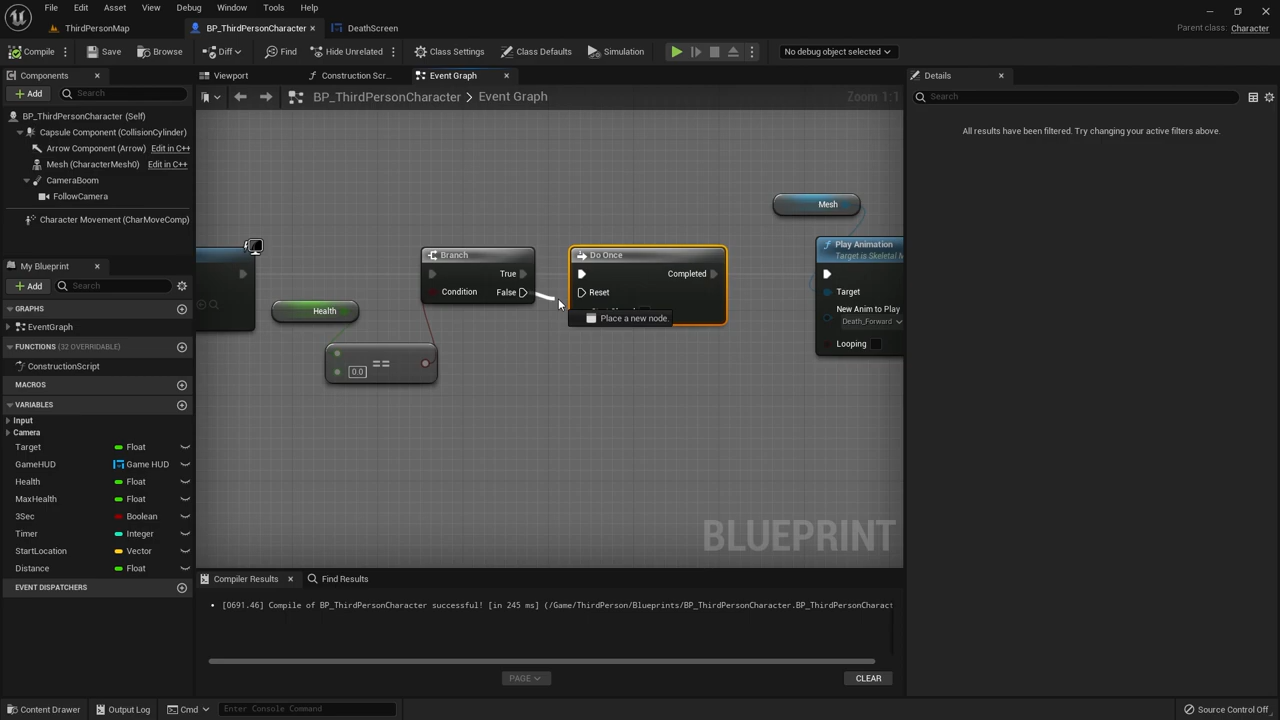 File Edit Asset View Debug Window Tools Help
ThirdPersonMap BP_ThirdPersonCharacter DeathScreen Parent class: Character
Compile Save Browse Diff Find Hide Unrelated Class Settings Class Defaults Simulation No debug object selected
Components
Add Search
BP_ThirdPersonCharacter (Self)
Capsule Component (CollisionCylinder)
Arrow Component (Arrow) Edit in C++
Mesh (CharacterMesh0) Edit in C++
CameraBoom
FollowCamera
Character Movement (CharMoveComp)
My Blueprint
Add Search
GRAPHS
EventGraph
FUNCTIONS (32 OVERRIDABLE)
ConstructionScript
MACROS
VARIABLES
Input
Camera
Target Float
GameHUD Game HUD
Health Float
MaxHealth Float
3Sec Boolean
Timer Integer
StartLocation Vector
Distance Float
EVENT DISPATCHERS
Viewport Construction Scr... Event Graph
BP_ThirdPersonCharacter > Event Graph Zoom 1:1
Health
== 
0.0
Branch
True
Condition False
Do Once
Completed
Reset
Place a new node.
Mesh
Play Animation
Target is Skeletal M
Target
New Anim to Play
Death_Forward
Looping
BLUEPRINT
Compiler Results Find Results
[0691.46] Compile of BP_ThirdPersonCharacter successful! [in 245 ms] (/Game/ThirdPerson/Blueprints/BP_ThirdPersonCharacter.BP_ThirdPersonCharact
PAGE CLEAR
Details
Search
All results have been filtered. Try changing your active filters above.
Content Drawer Output Log Cmd Enter Console Command Source Control Off